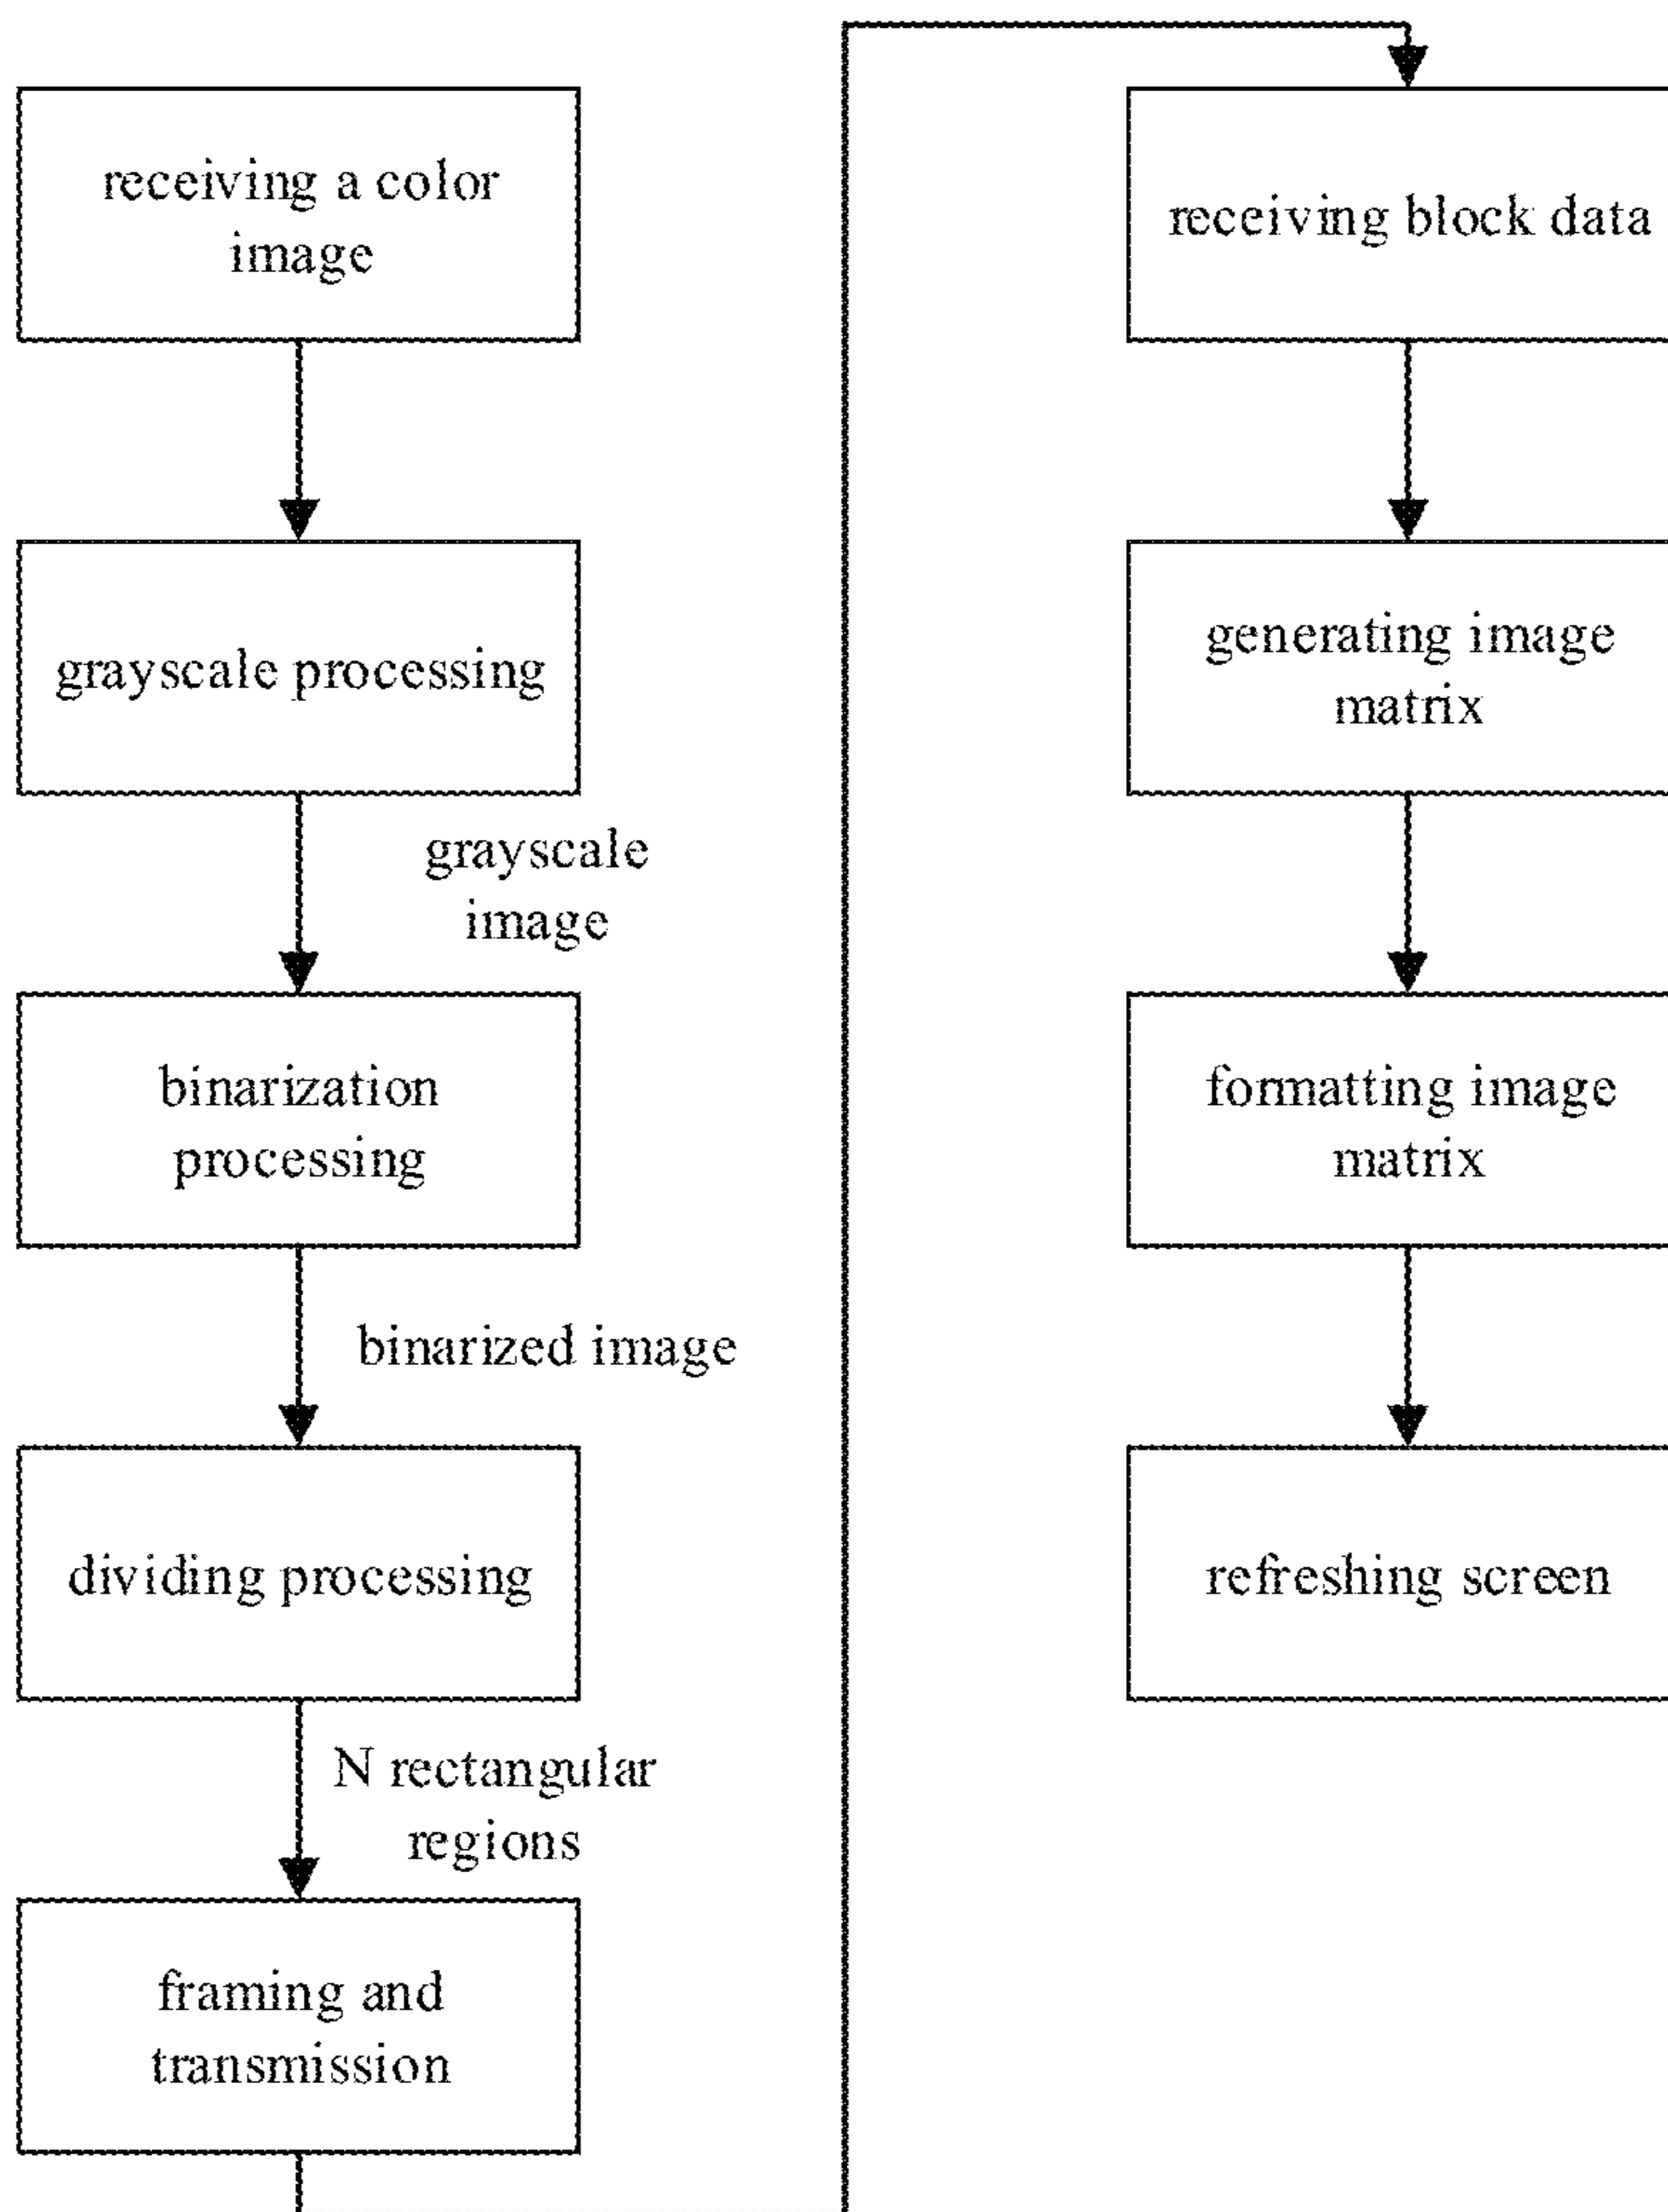 receiving a color
image
grayscale processing
grayscale
image
binarization
processing
binarized image
dividing processing
N rectangular
regions
framing and
transmission
receiving block data
generating image
matrix
formatting image
matrix
refreshing screen